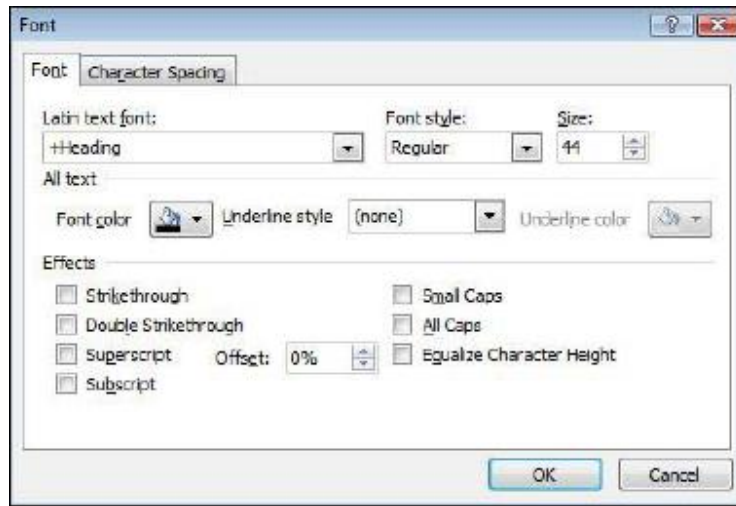 Font
Font Character Spacing
Latin text font: Font style: Size:
+Heading Regular 44
All text
Font color Underline style (none) Underline color
Effects
Strikethrough Small Caps
Double Strikethrough All Caps
Superscript Offset: 0% Equalize Character Height
Subscript
OK Cancel